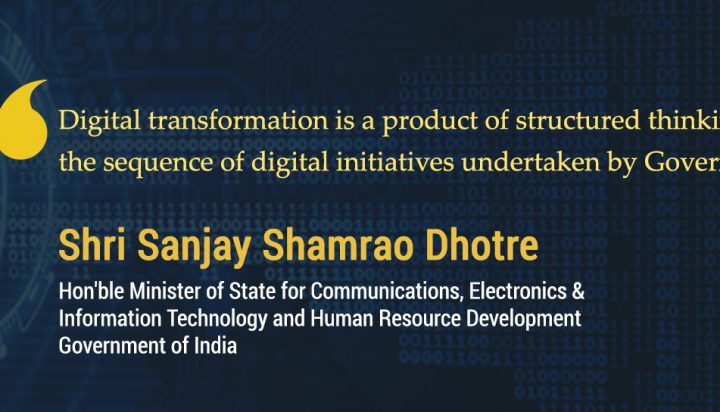 Digital transformation is a product of structured
the sequence of digital initiatives undertaken by
Shri Sanjay Shamrao Dhotre
Hon'ble Minister of State for Communications, Electronics &
Information Technology and Human Resource Development
Government of India